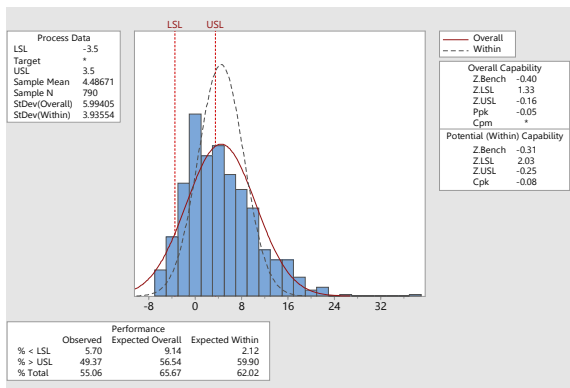 LSL USL
Process Data
LSL -3.5
Target *
USL 3.5
Sample Mean 4.48671
Sample N 790
StDev(Overall) 5.99405
StDev(Within) 3.93554
Overall
Within
Overall Capability
Z.Bench -0.40
Z.LSL 1.33
Z.USL -0.16
Ppk -0.05
Cpm *
Potential (Within) Capability
Z.Bench -0.31
Z.LSL 2.03
Z.USL -0.25
Cpk -0.08
-8 0 8 16 24 32
Performance
Observed Expected Overall Expected Within
% < LSL 5.70 9.14 2.12
% > USL 49.37 56.54 59.90
% Total 55.06 65.67 62.02